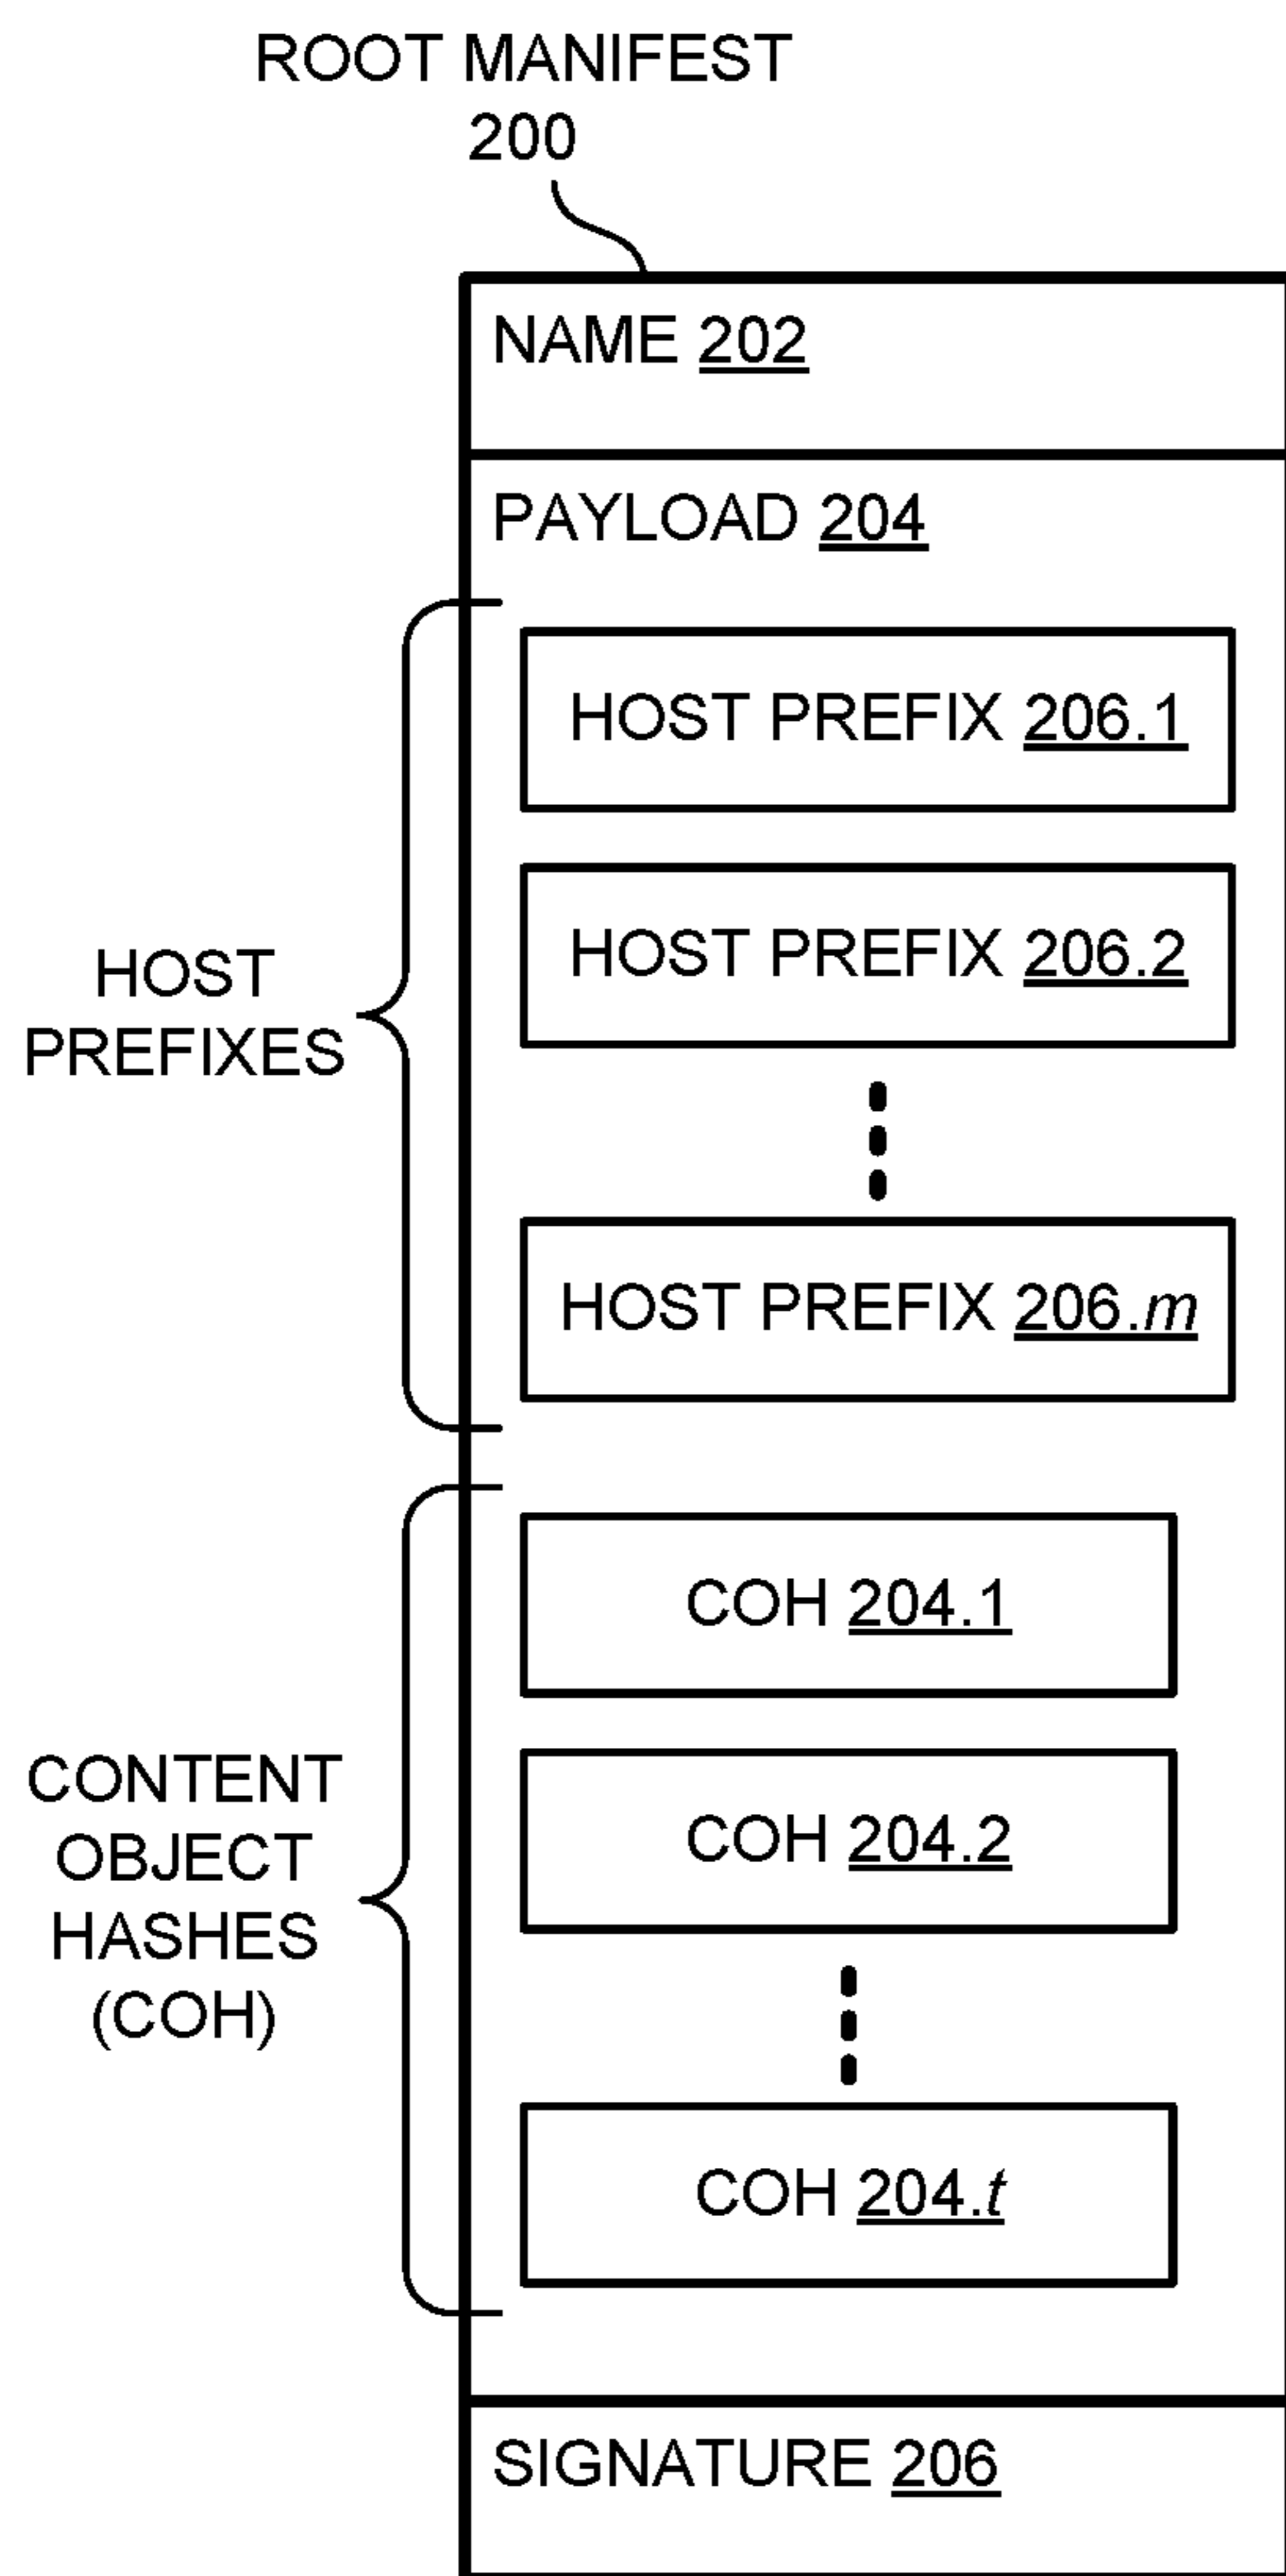 ROOT MANIFEST
200
NAME 202
PAYLOAD 204
HOST PREFIX 206.1
HOST PREFIX 206.2
HOST
PREFIXES
HOST PREFIX 206.m
COH 204.1
COH 204.2
CONTENT
OBJECT
HASHES
(COH)
COH 204.t
SIGNATURE 206